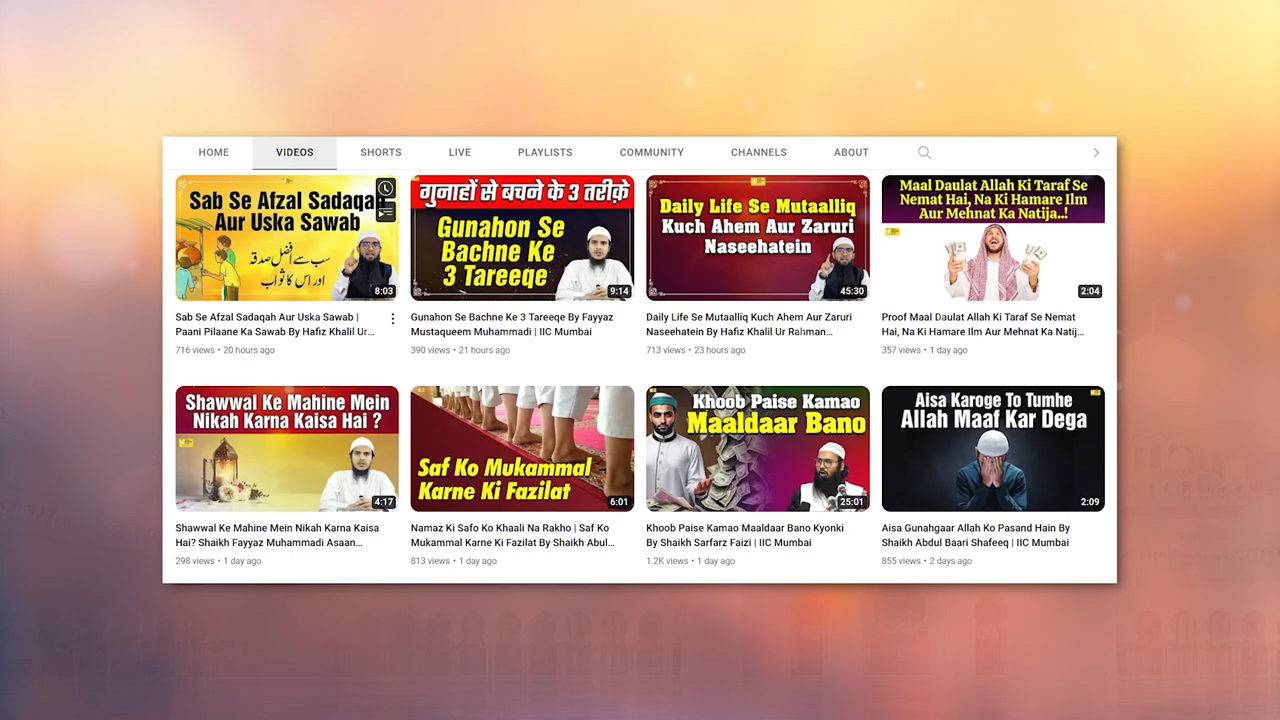 HOME VIDEOS SHORTS LIVE PLAYLISTS COMMUNITY CHANNELS ABOUT
Sab Se Afzal Sadaqah
Aur Uska Sawab
سب سے افضل صدقہ
اور اس کا ثواب
8:03
गुनाहों से बचने के 3 तरीक़े
Gunahon Se
Bachne Ke
3 Tareeqe
9:14
Daily Life Se Mutaalliq
Kuch Ahem Aur Zaruri
Naseehatein
45:30
Maal Daulat Allah Ki Taraf Se
Nemat Hai, Na Ki Hamare Ilm
Aur Mehnat Ka Natija..!
2:04
Sab Se Afzal Sadaqah Aur Uska Sawab |
Paani Pilaane Ka Sawab By Hafiz Khalil Ur...
716 views • 20 hours ago
Gunahon Se Bachne Ke 3 Tareeqe By Fayyaz
Mustaqueem Muhammadi | IIC Mumbai
390 views • 21 hours ago
Daily Life Se Mutaalliq Kuch Ahem Aur Zaruri
Naseehatein By Hafiz Khalil Ur Rahman...
713 views • 23 hours ago
Proof Maal Daulat Allah Ki Taraf Se Nemat
Hai, Na Ki Hamare Ilm Aur Mehnat Ka Natij...
357 views • 1 day ago
Shawwal Ke Mahine Mein
Nikah Karna Kaisa Hai ?
4:17
Saf Ko Mukammal
Karne Ki Fazilat
6:01
Khoob Paise Kamao
Maaldaar Bano
25:01
Aisa Karoge To Tumhe
Allah Maaf Kar Dega
2:09
Shawwal Ke Mahine Mein Nikah Karna Kaisa
Hai? Shaikh Fayyaz Muhammadi Asaan...
298 views • 1 day ago
Namaz Ki Safo Ko Khaali Na Rakho | Saf Ko
Mukammal Karne Ki Fazilat By Shaikh Abul...
813 views • 1 day ago
Khoob Paise Kamao Maaldaar Bano Kyonki
By Shaikh Sarfarz Faizi | IIC Mumbai
1.2K views • 1 day ago
Aisa Gunahgaar Allah Ko Pasand Hain By
Shaikh Abdul Baari Shafeeq | IIC Mumbai
855 views • 2 days ago